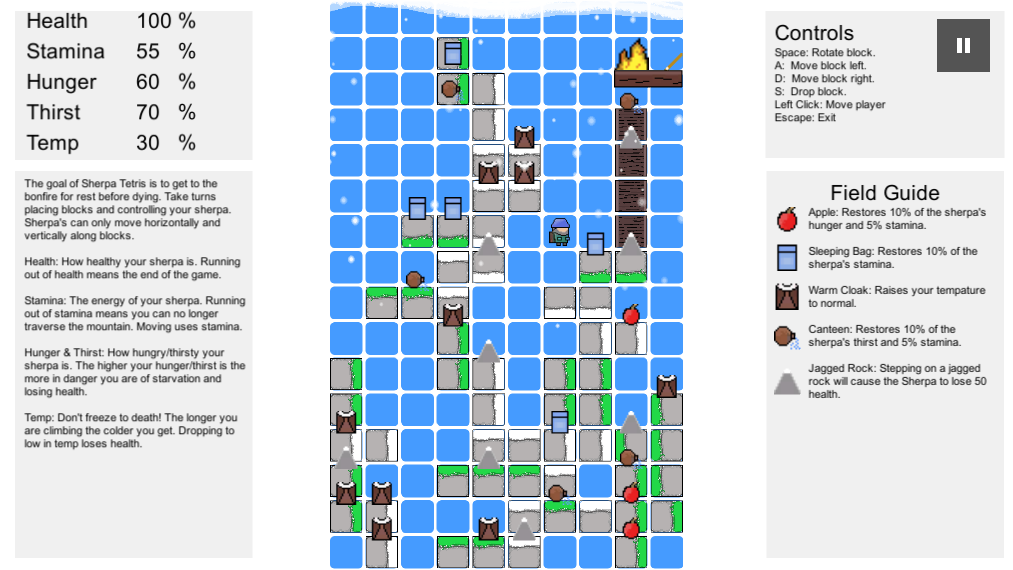 Health 100 %
Stamina 55 %
Hunger 60 %
Thirst 70 %
Temp 30 %
The goal of Sherpa Tetris is to get to the
bonfire for rest before dying. Take turns
placing blocks and controlling your sherpa.
Sherpa's can only move horizontally and
vertically along blocks.
Health: How healthy your sherpa is. Running
out of health means the end of the game.
Stamina: The energy of your sherpa. Running
out of stamina means you can no longer
traverse the mountain. Moving uses stamina.
Hunger & Thirst: How hungry/thirsty your
sherpa is. The higher your hunger/thirst is the
more in danger you are of starvation and
losing health.
Temp: Don't freeze to death! The longer you
are climbing the colder you get. Dropping to
low in temp loses health.
Controls
Space: Rotate block.
A: Move block left.
D: Move block right.
S: Drop block.
Left Click: Move player
Escape: Exit
Field Guide
Apple: Restores 10% of the sherpa's
hunger and 5% stamina.
Sleeping Bag: Restores 10% of the
sherpa's stamina.
Warm Cloak: Raises your tempature
to normal.
Canteen: Restores 10% of the
sherpa's thirst and 5% stamina.
Jagged Rock: Stepping on a jagged
rock will cause the Sherpa to lose 50
health.